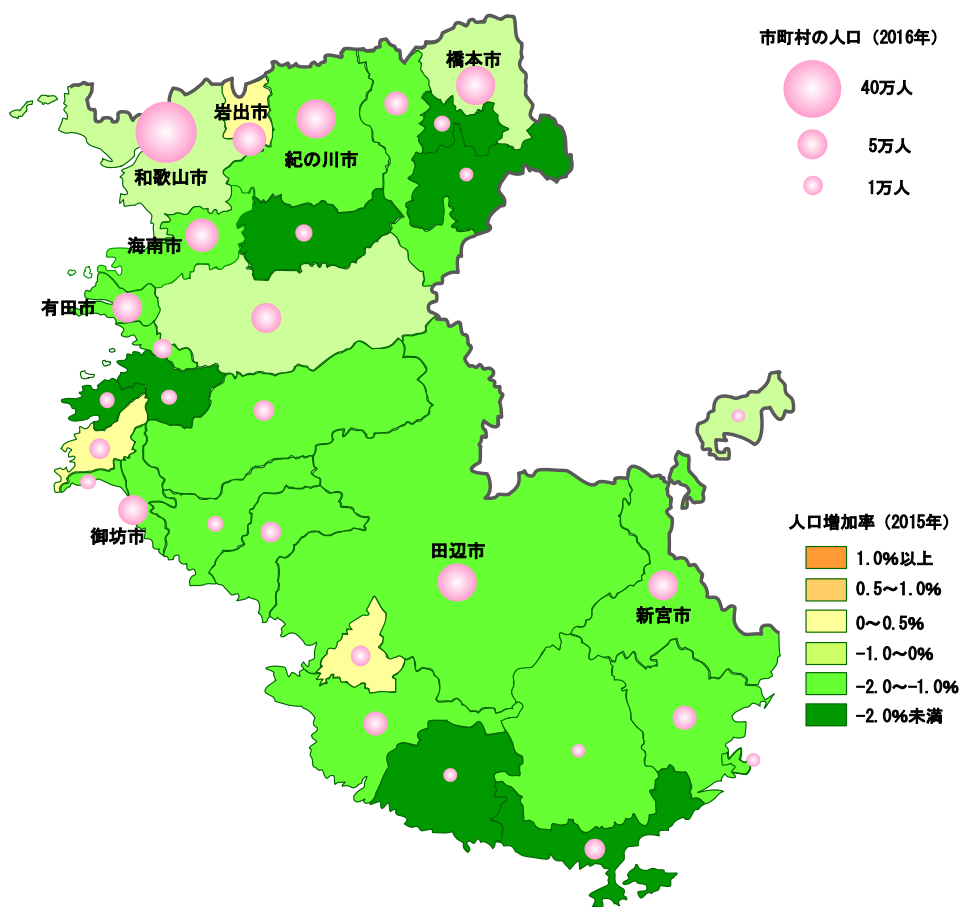 市町村の人口（2016年）
40万人
5万人
1万人
橋本市
岩出市
紀の川市
和歌山市
海南市
有田市
御坊市
田辺市
新宮市
人口増加率（2015年）
1.0%以上
0.5～1.0%
0～0.5%
-1.0～0%
-2.0～-1.0%
-2.0%未満